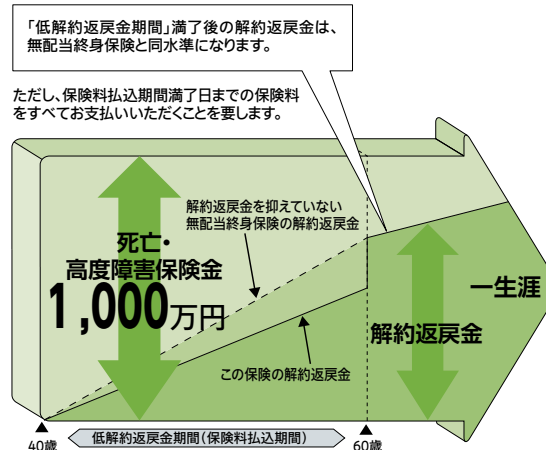 「低解約返戻金期間」満了後の解約返戻金は、
無配当終身保険と同水準になります。
ただし、保険料払込期間満了日までの保険料
をすべてお支払いいただくことを要します。
解約返戻金を抑えていない
無配当終身保険の解約返戻金
死亡・
高度障害保険金
1,000万円
一生涯
解約返戻金
この保険の解約返戻金
低解約返戻金期間(保険料払込期間)
40歳
60歳